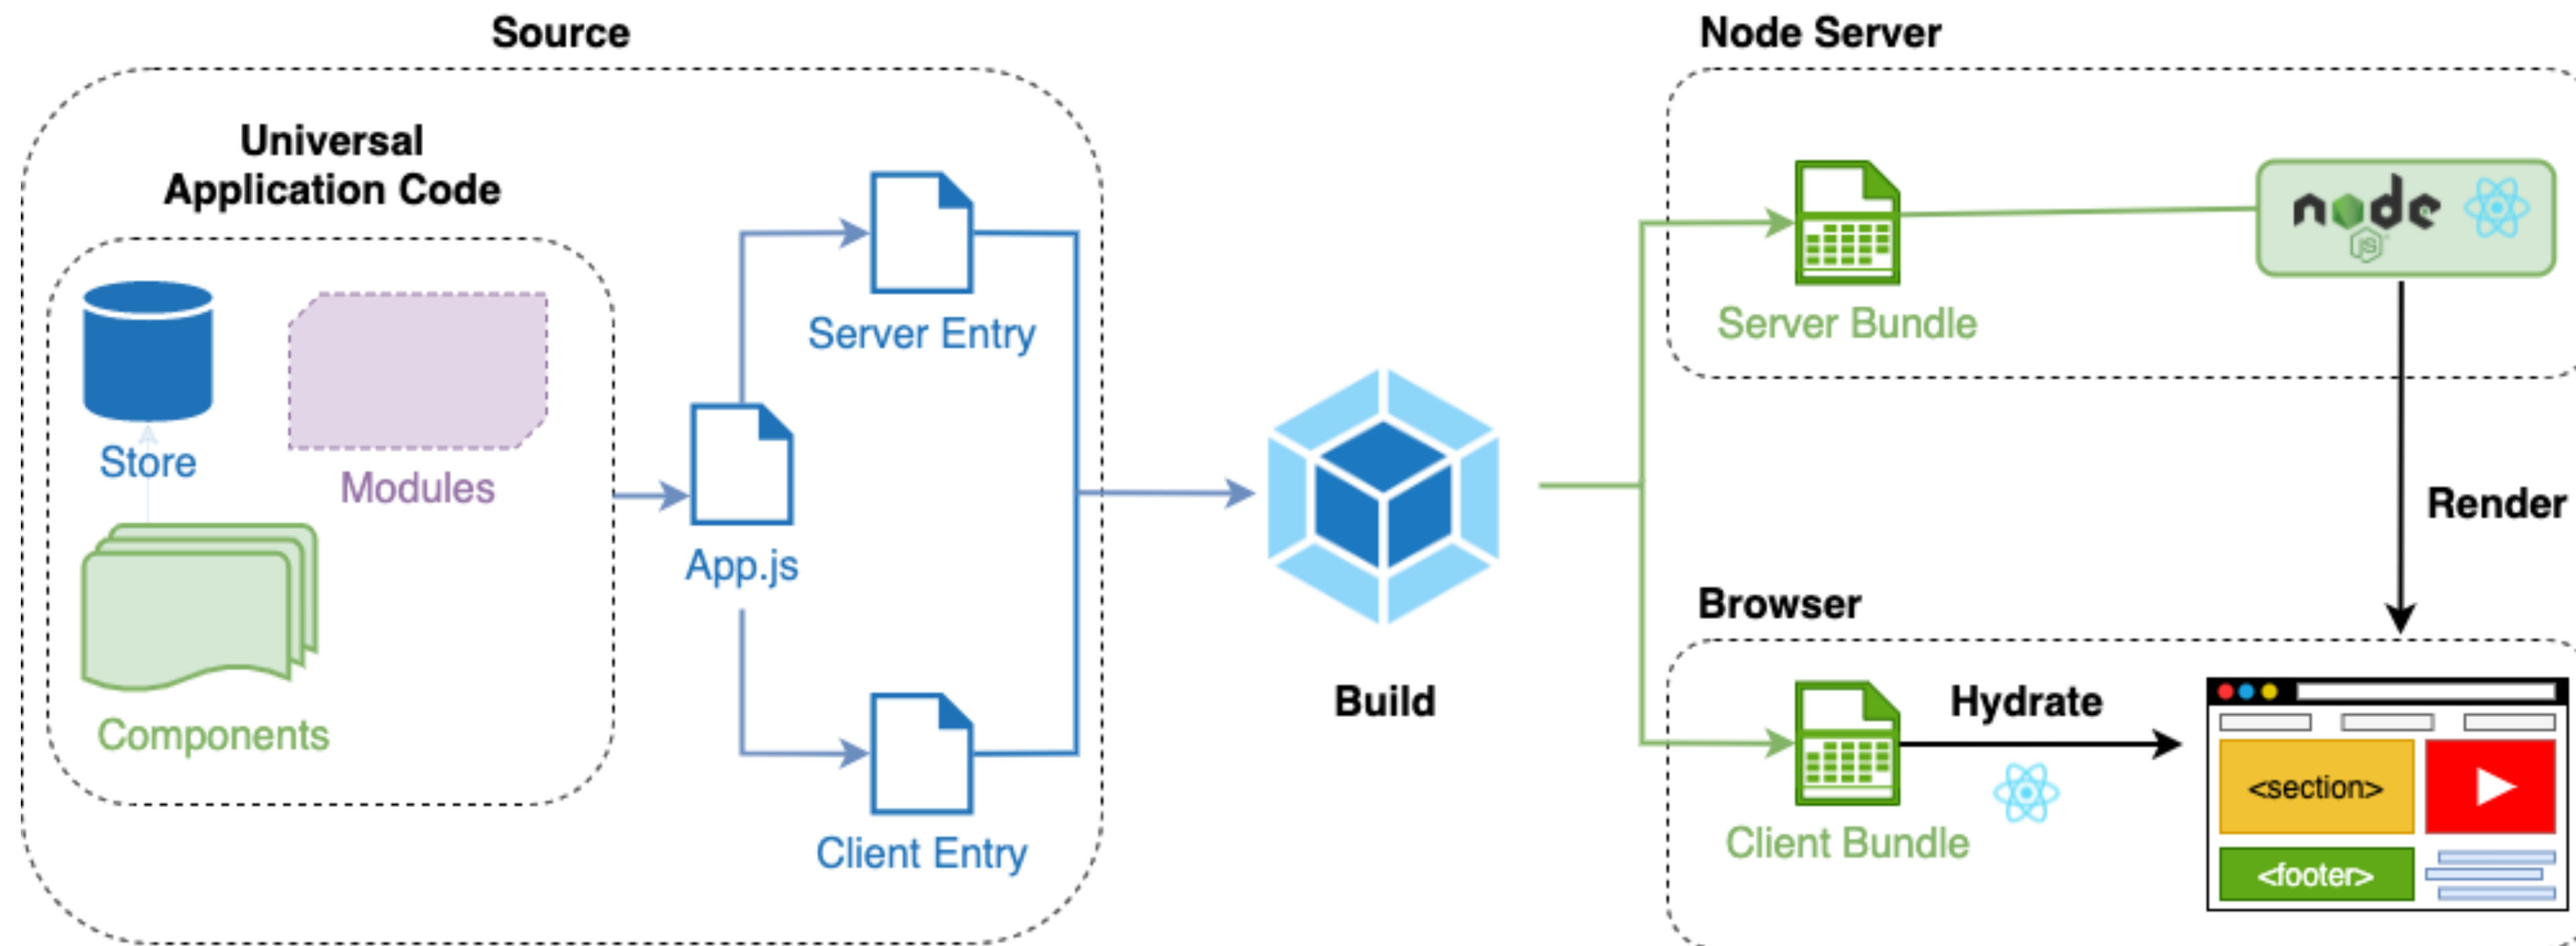 Source
Universal
Application Code
Store
Modules
Components
App.js
Server Entry
Client Entry
Build
Node Server
Server Bundle
node
JS
Render
Browser
Client Bundle
Hydrate
<section>
<footer>